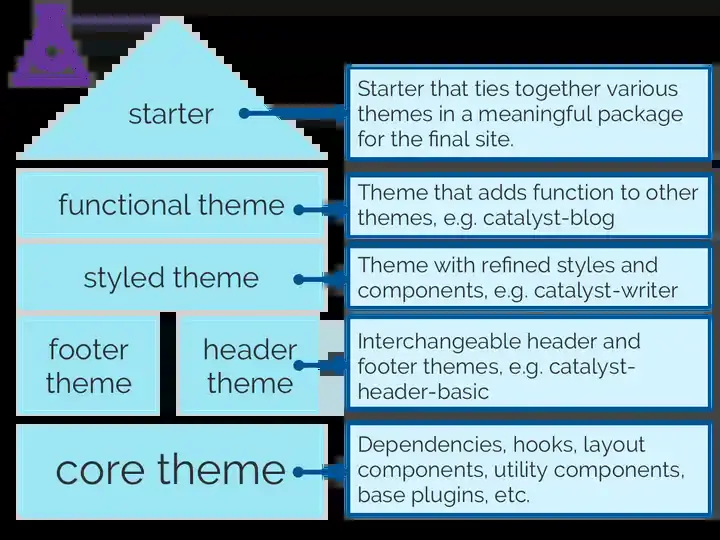 starter
Starter that ties together various
themes in a meaningful package
for the final site.
functional theme
Theme that adds function to other
themes, e.g. catalyst-blog
styled theme
Theme with refined styles and
components, e.g. catalyst-writer
footer
theme
header
theme
Interchangeable header and
footer themes, e.g. catalyst-
header-basic
core theme
Dependencies, hooks, layout
components, utility components,
base plugins, etc.